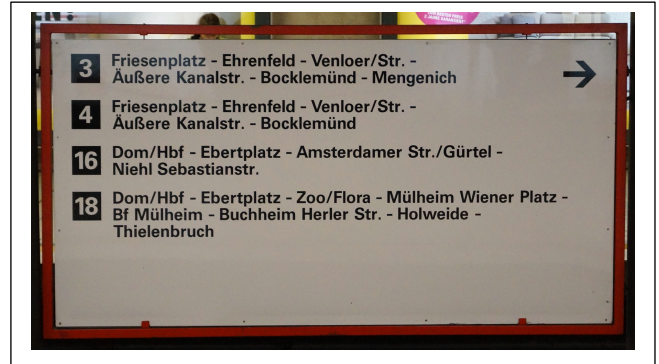 3 Friesenplatz - Ehrenfeld - Venloer/Str. -
Äußere Kanalstr. - Bocklemünd - Mengenich
4 Friesenplatz - Ehrenfeld - Venloer/Str. -
Äußere Kanalstr. - Bocklemünd
16 Dom/Hbf - Ebertplatz - Amsterdamer Str./Gürtel -
Niehl Sebastianstr.
18 Dom/Hbf - Ebertplatz - Zoo/Flora - Mülheim Wiener Platz -
Bf Mülheim - Buchheim Herler Str. - Holweide -
Thielenbruch